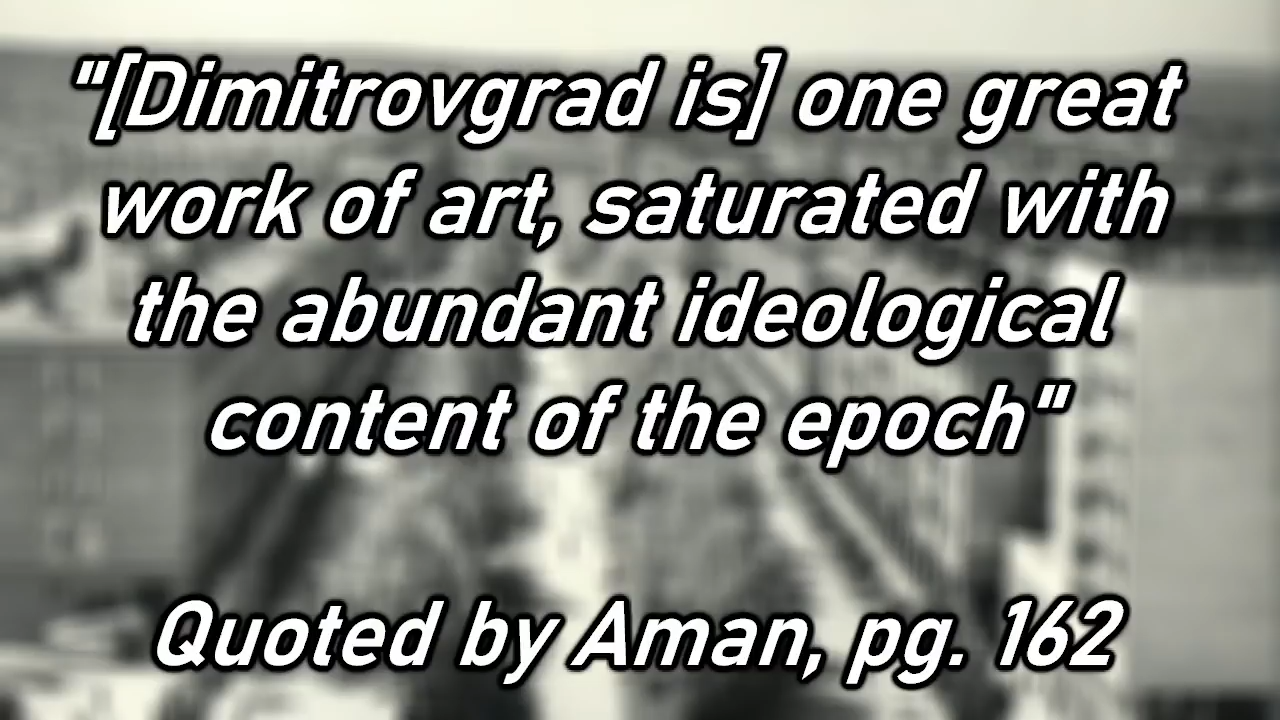 "[Dimitrovgrad is] one great
work of art, saturated with
the abundant ideological
content of the epoch"
Quoted by Aman, pg. 162